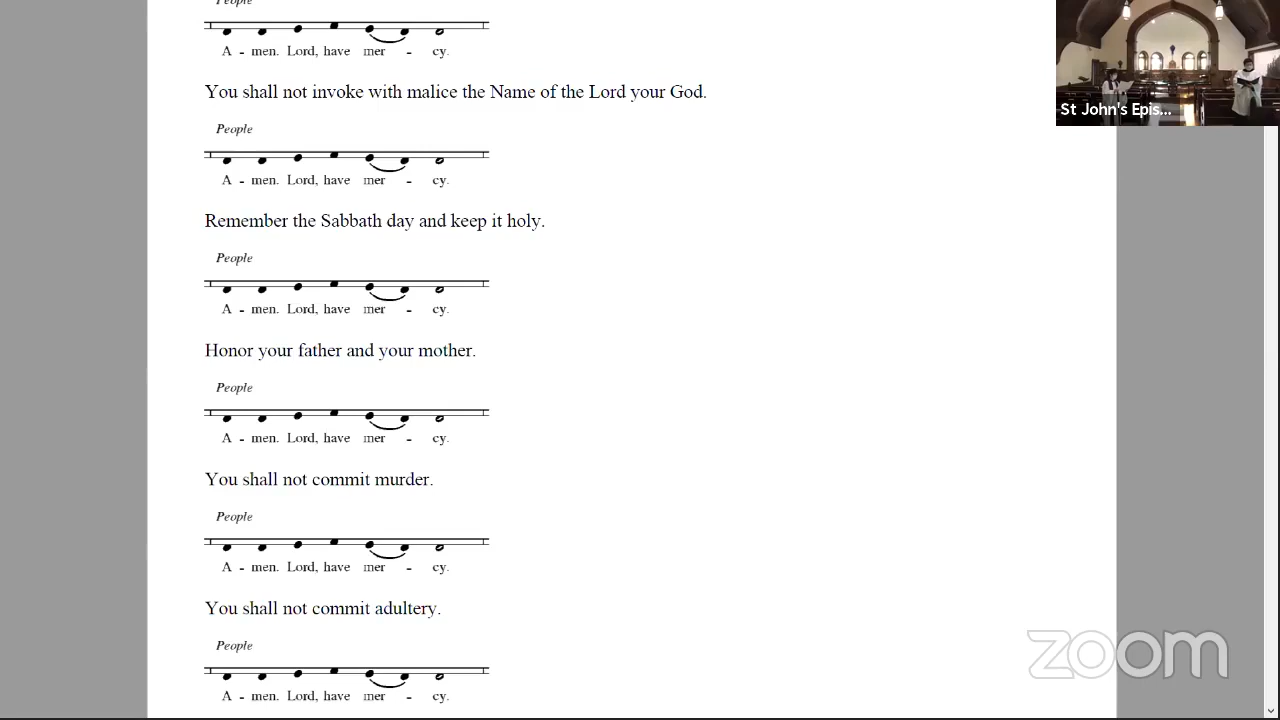 People
A - men. Lord, have mer - cy.
You shall not invoke with malice the Name of the Lord your God.
People
A - men. Lord, have mer - cy.
Remember the Sabbath day and keep it holy.
People
A - men. Lord, have mer - cy.
Honor your father and your mother.
People
A - men. Lord, have mer - cy.
You shall not commit murder.
People
A - men. Lord, have mer - cy.
You shall not commit adultery.
People
A - men. Lord, have mer - cy.
St John's Epis...
zoom